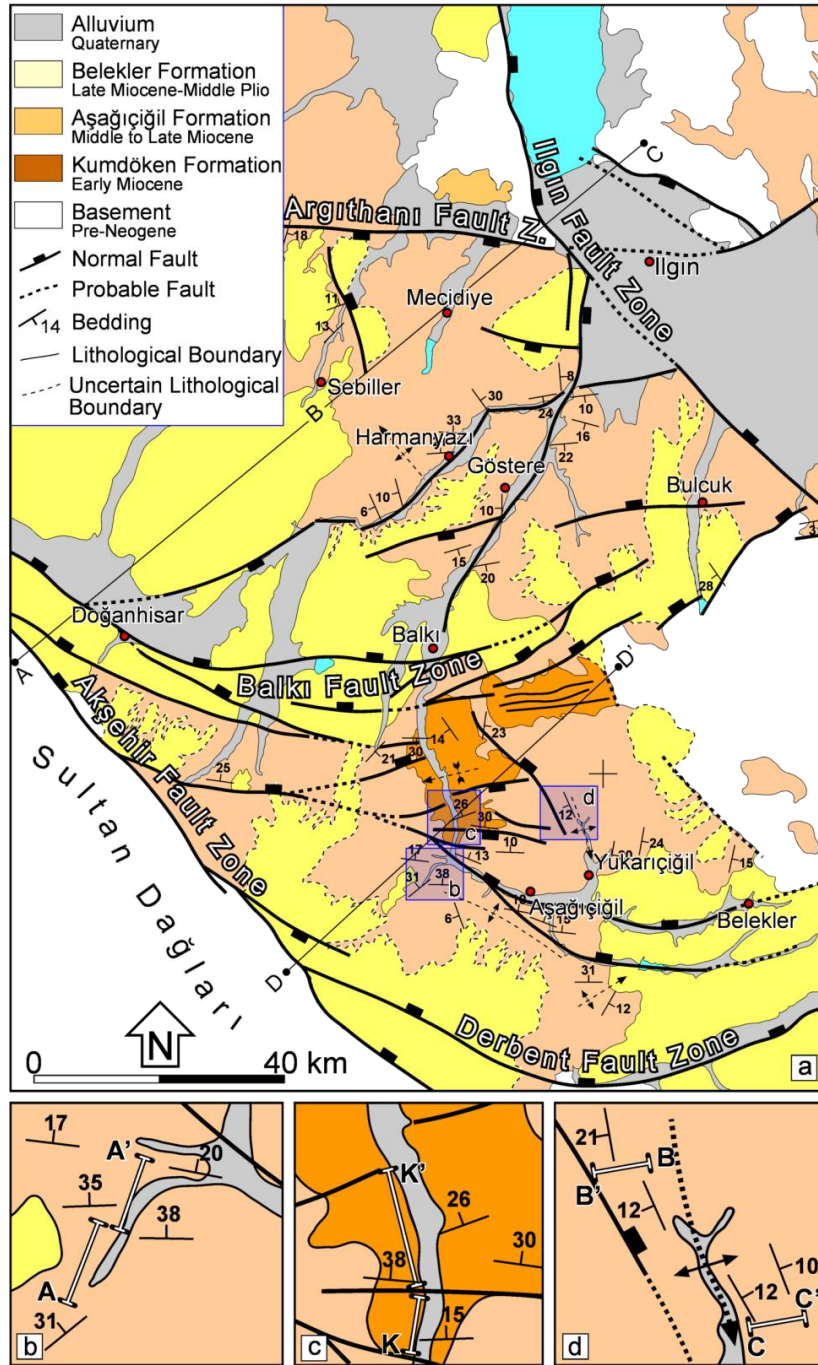 Alluvium
Quaternary
Belekler Formation
Late Miocene-Middle Plio
Aşağıçiğil Formation
Middle to Late Miocene
Kumdöken Formation
Early Miocene
Basement
Pre-Neogene
Normal Fault
Probable Fault
14 Bedding
Lithological Boundary
Uncertain Lithological
Boundary
C
Ilgın Fault Zone
Argıthanı Fault Z.
18
Ilgın
11
Mecidiye
13
Sebiller
8
30
24
10
B
33
16
Harmanyazı
22
Göstere
Bulcuk
6
10
10
15
20
28
Doğanhisar
Balkı
A
Balkı Fault Zone
D'
Akşehir Fault Zone
14
23
21
30
25
Sultan Dağları
26
30
d
12
c
10
24
17
13
15
31
38
b
Yukarıçiğil
Aşağıçiğil
Belekler
6
15
D
31
12
Derbent Fault Zone
N
0
40 km
a
17
A'
20
35
38
A
31
b
K'
26
38
30
15
K
c
21
B
B'
12
10
12
C'
C
d